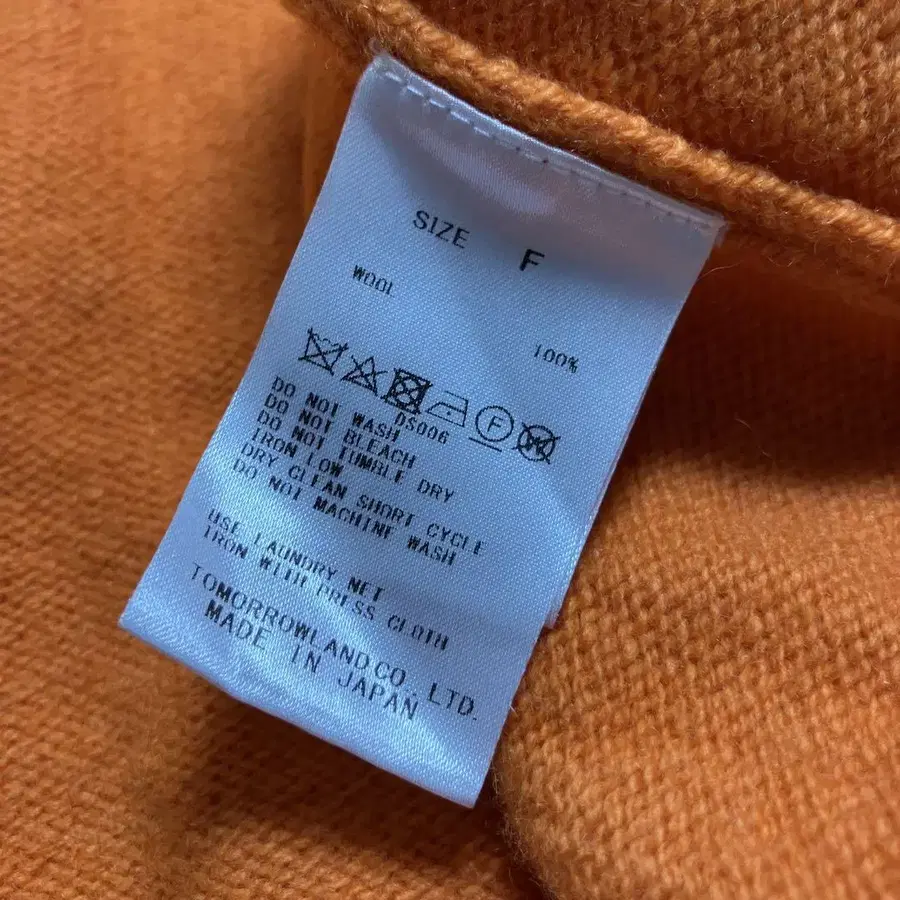 SIZE F
WOOL 100%
F
DS006
DO NOT WASH
DO NOT BLEACH
DO NOT TUMBLE DRY
IRON LOW
DRY CLEAN SHORT CYCLE
DO NOT MACHINE WASH
USE LAUNDRY NET
IRON WITH PRESS CLOTH
TOMORROWLAND CO., LTD.
MADE IN JAPAN